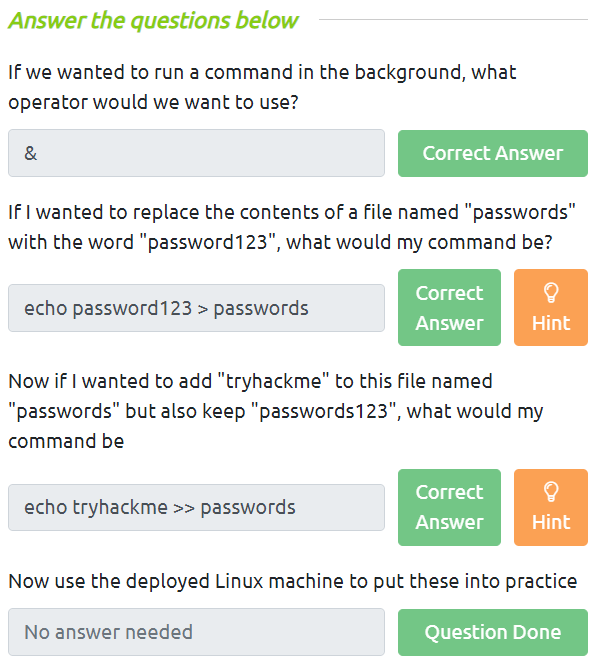 Answer the questions below
If we wanted to run a command in the background, what
operator would we want to use?
&
Correct Answer
If I wanted to replace the contents of a file named "passwords"
with the word "password123", what would my command be?
echo password123 > passwords
Correct
Answer
Hint
Now if I wanted to add "tryhackme" to this file named
"passwords" but also keep "passwords123", what would my
command be
echo tryhackme >> passwords
Correct
Answer
Hint
Now use the deployed Linux machine to put these into practice
No answer needed
Question Done